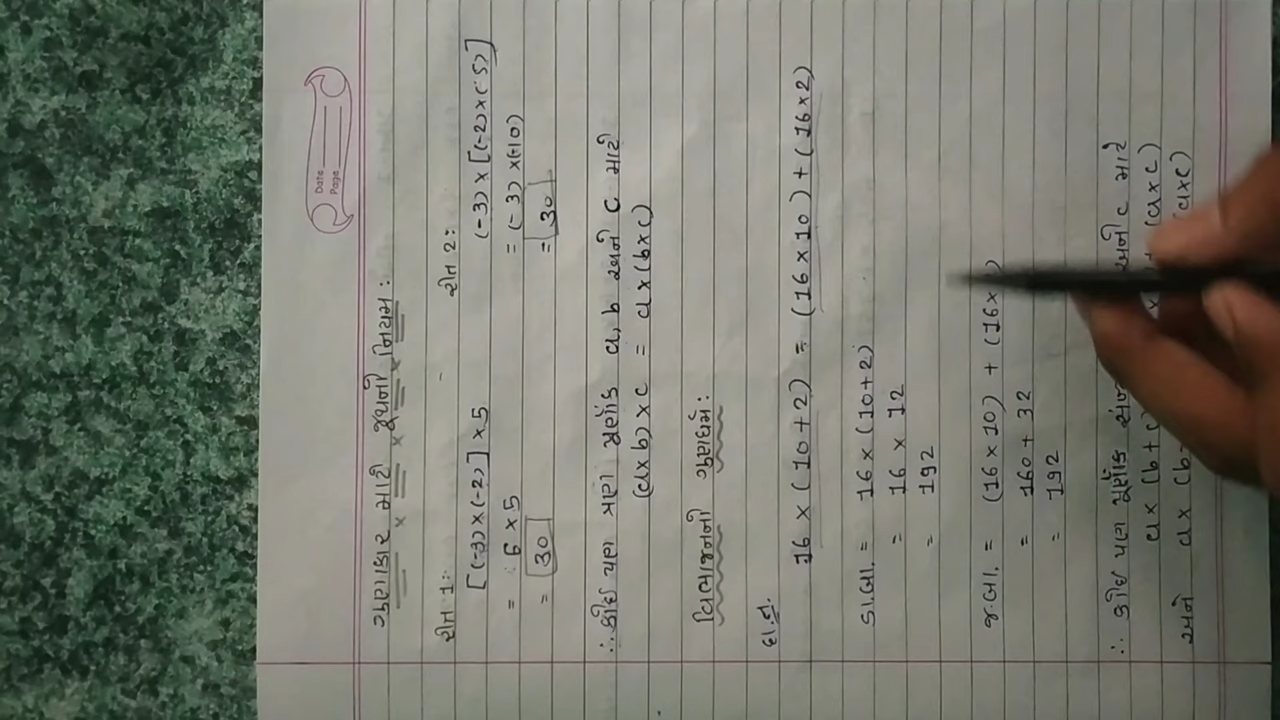 Date
Page
ગુણાકાર માટે જૂથનો નિયમ :
રીત 1:- રીત 2:
[(-3)×(-2)] × 5 (-3) × [(-2) × (5)]
= 6 × 5 = (-3) × (-10)
= 30 = 30
∴ કોઈ પણ ત્રણ પૂર્ણાંક a, b અને c માટે
(a×b) × c = a × (b×c)
વિભાજનનો ગુણધર્મ :
દા.ત.
16 × (10+2) = (16 × 10) + (16×2)
ડા.બા. = 16 × (10+2)
= 16 × 12
= 192
જ.બા. = (16 × 10) + (16×
= 160 + 32
= 192
∴ કોઈ પણ પૂર્ણાંક અને c માટે
a × (b + (a×c)
અને a × (b- (a×c)